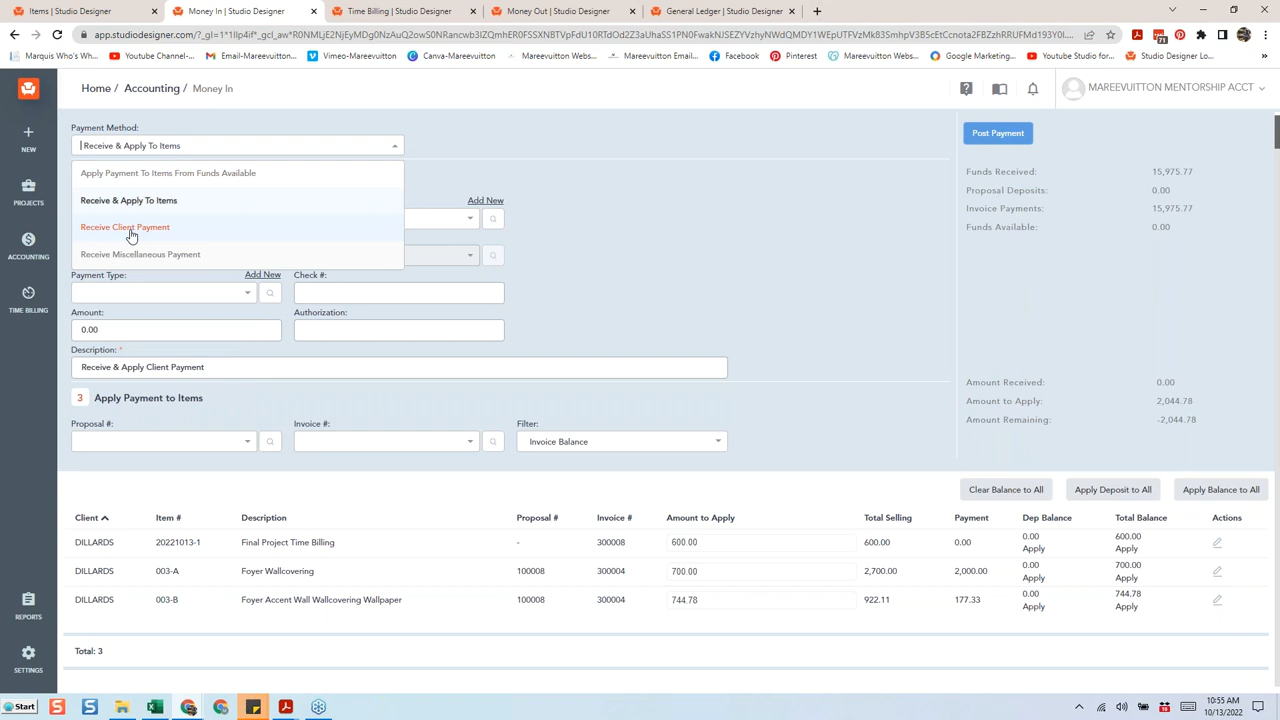 Items | Studio Designer
Money In | Studio Designer
Time Billing | Studio Designer
Money Out | Studio Designer
General Ledger | Studio Designer
Marquis Who's Who...
Youtube Channel-...
Vimeo-Mareevuitton
Canva
Mareevuitton Websi...
Mareevuitton Email...
Facebook
Pinterest
Mareevuitton Webs...
Google Marketing...
Youtube Studio for...
Studio Designer Lo...
Home / Accounting / Money In
MAREEVUITTON MENTORSHIP ACCT
NEW
PROJECTS
ACCOUNTING
TIME BILLING
REPORTS
SETTINGS
Payment Method:
Receive & Apply To Items
Apply Payment To Items From Funds Available
Receive & Apply To Items
Receive Client Payment
Receive Miscellaneous Payment
Add New
Payment Type: Add New Check #:
Amount: Authorization:
0.00
Description: *
Receive & Apply Client Payment
3 Apply Payment to Items
Proposal #: Invoice #: Filter:
Invoice Balance
Post Payment
Funds Received: 15,975.77
Proposal Deposits: 0.00
Invoice Payments: 15,975.77
Funds Available: 0.00
Amount Received: 0.00
Amount to Apply: 2,044.78
Amount Remaining: -2,044.78
Clear Balance to All Apply Deposit to All Apply Balance to All
Client Item # Description Proposal # Invoice # Amount to Apply Total Selling Payment Dep Balance Total Balance Actions
DILLARDS 20221013-1 Final Project Time Billing - 300008 600.00 600.00 0.00 0.00 Apply 600.00 Apply
DILLARDS 003-A Foyer Wallcovering 100008 300004 700.00 2,700.00 2,000.00 0.00 Apply 700.00 Apply
DILLARDS 003-B Foyer Accent Wall Wallcovering Wallpaper 100008 300004 744.78 922.11 177.33 0.00 Apply 744.78 Apply
Total: 3
Start
10:55 AM
10/13/2022